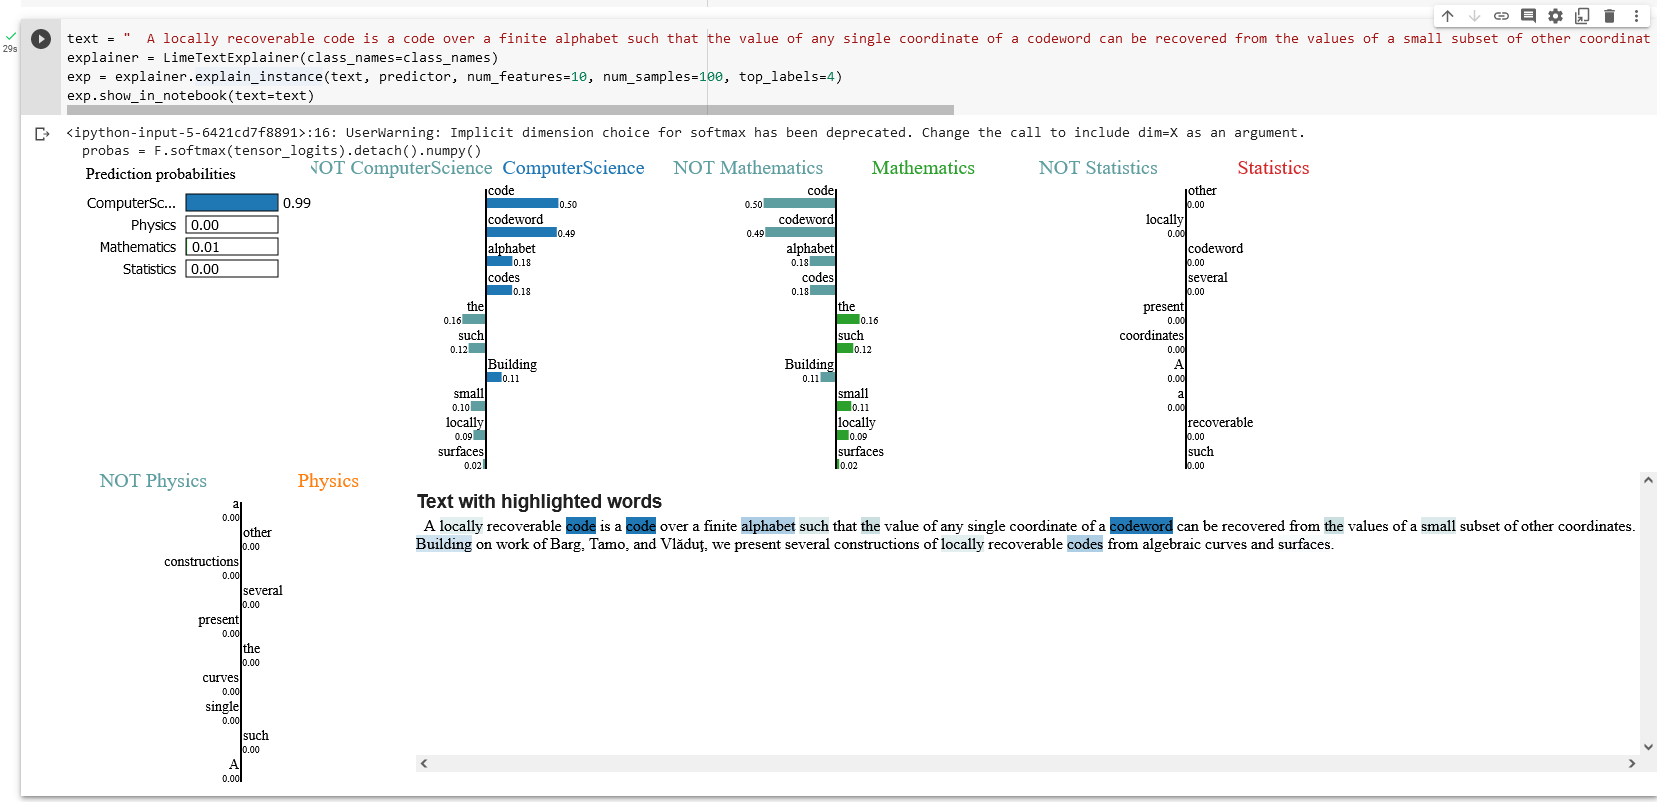 29s
text = "  A locally recoverable code is a code over a finite alphabet such that the value of any single coordinate of a codeword can be recovered from the values of a small subset of other coordinat
explainer = LimeTextExplainer(class_names=class_names)
exp = explainer.explain_instance(text, predictor, num_features=10, num_samples=100, top_labels=4)
exp.show_in_notebook(text=text)
<ipython-input-5-6421cd7f8891>:16: UserWarning: Implicit dimension choice for softmax has been deprecated. Change the call to include dim=X as an argument.
probas = F.softmax(tensor_logits).detach().numpy()
Prediction probabilities
ComputerSc... 0.99
Physics 0.00
Mathematics 0.01
Statistics 0.00
NOT ComputerScience ComputerScience
code
0.50
codeword
0.49
alphabet
0.18
codes
0.18
the
0.16
such
0.12
Building
0.11
small
0.10
locally
0.09
surfaces
0.02
NOT Mathematics Mathematics
code
0.50
codeword
0.49
alphabet
0.18
codes
0.18
the
0.16
such
0.12
Building
0.11
small
0.11
locally
0.09
surfaces
0.02
NOT Statistics Statistics
other
0.00
locally
0.00
codeword
0.00
several
0.00
present
0.00
coordinates
0.00
A
0.00
a
0.00
recoverable
0.00
such
0.00
NOT Physics Physics
a
0.00
other
0.00
constructions
0.00
several
0.00
present
0.00
the
0.00
curves
0.00
single
0.00
such
0.00
A
0.00
Text with highlighted words
A locally recoverable code is a code over a finite alphabet such that the value of any single coordinate of a codeword can be recovered from the values of a small subset of other coordinates.
Building on work of Barg, Tamo, and Vlăduţ, we present several constructions of locally recoverable codes from algebraic curves and surfaces.